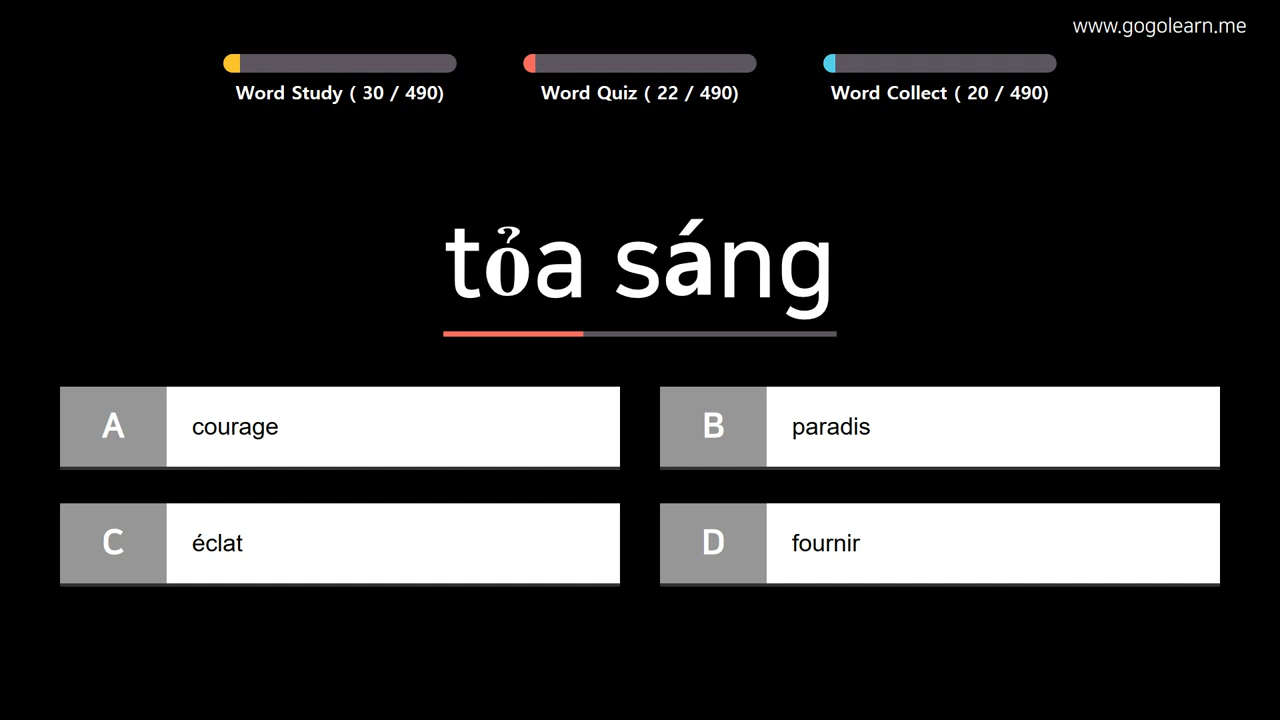 www.gogolearn.me
Word Study ( 30 / 490)
Word Quiz ( 22 / 490)
Word Collect ( 20 / 490)
tỏa sáng
A courage
B paradis
C éclat
D fournir